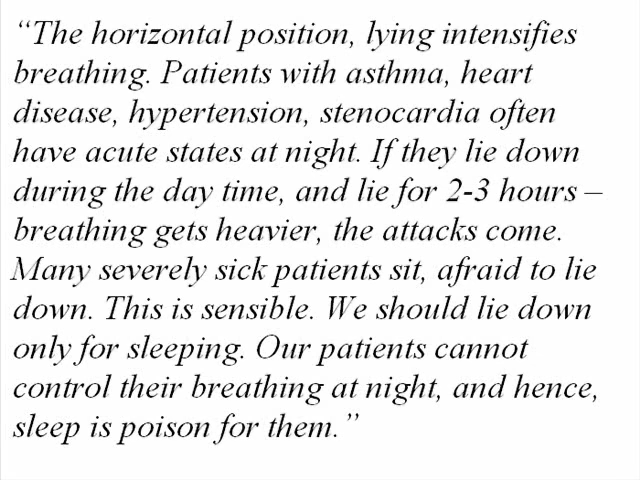 “The horizontal position, lying intensifies
breathing. Patients with asthma, heart
disease, hypertension, stenocardia often
have acute states at night. If they lie down
during the day time, and lie for 2-3 hours –
breathing gets heavier, the attacks come.
Many severely sick patients sit, afraid to lie
down. This is sensible. We should lie down
only for sleeping. Our patients cannot
control their breathing at night, and hence,
sleep is poison for them.”